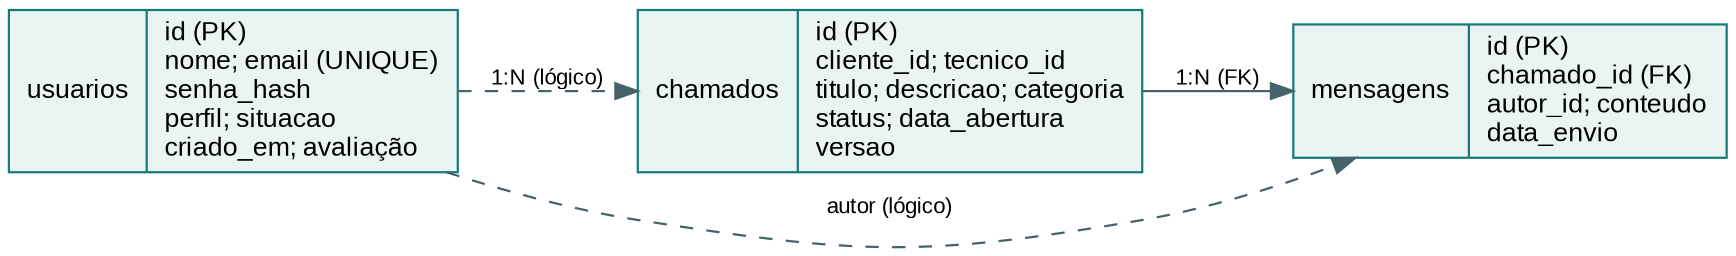 usuarios
id (PK)
nome; email (UNIQUE)
senha_hash
perfil; situacao
criado_em; avaliação
1:N (lógico)
chamados
id (PK)
cliente_id; tecnico_id
titulo; descricao; categoria
status; data_abertura
versao
1:N (FK)
mensagens
id (PK)
chamado_id (FK)
autor_id; conteudo
data_envio
autor (lógico)